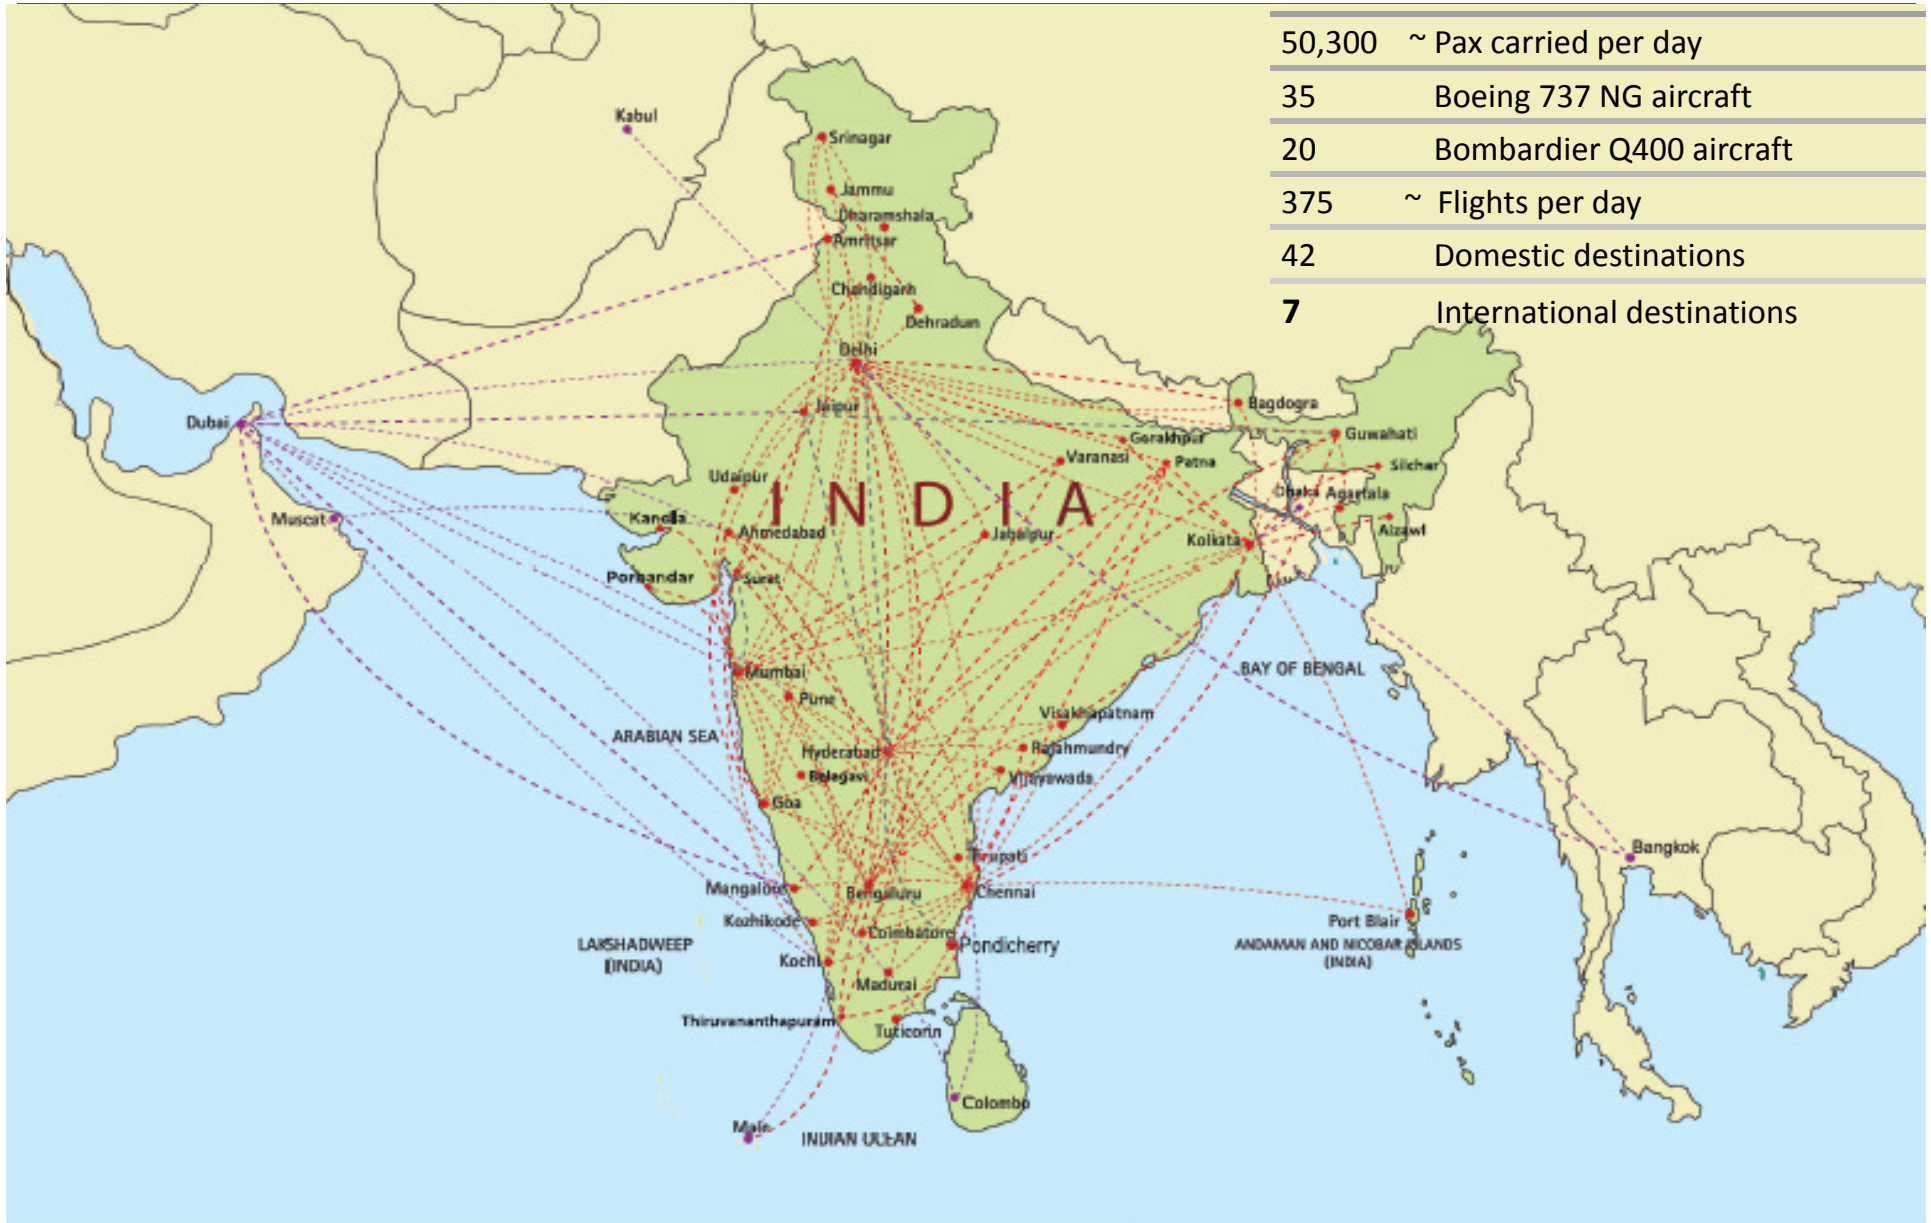 50,300 ~ Pax carried per day
35 Boeing 737 NG aircraft
20 Bombardier Q400 aircraft
375 ~ Flights per day
42 Domestic destinations
7 International destinations
Kabul
Srinagar
Jammu
Dharamshala
Amritsar
Chandigarh
Dehradun
Delhi
Jaipur
Bagdogra
Dubai
Guwahati
Gorakhpur
Varanasi
Patna
Silchar
Udaipur
INDIA
Dhaka
Agartala
Muscat
Kandla
Ahmedabad
Jabalpur
Kolkata
Aizawl
Porbandar
Surat
Mumbai
BAY OF BENGAL
Pune
Visakhapatnam
ARABIAN SEA
Hyderabad
Rajahmundry
Belagavi
Vijayawada
Goa
Tirupati
Bangkok
Mangalore
Bengaluru
Chennai
Kozhikode
Coimbatore
Port Blair
LAKSHADWEEP
(INDIA)
Pondicherry
ANDAMAN AND NICOBAR ISLANDS
(INDIA)
Kochi
Madurai
Thiruvananthapuram
Tuticorin
Colombo
Male
INDIAN OCEAN